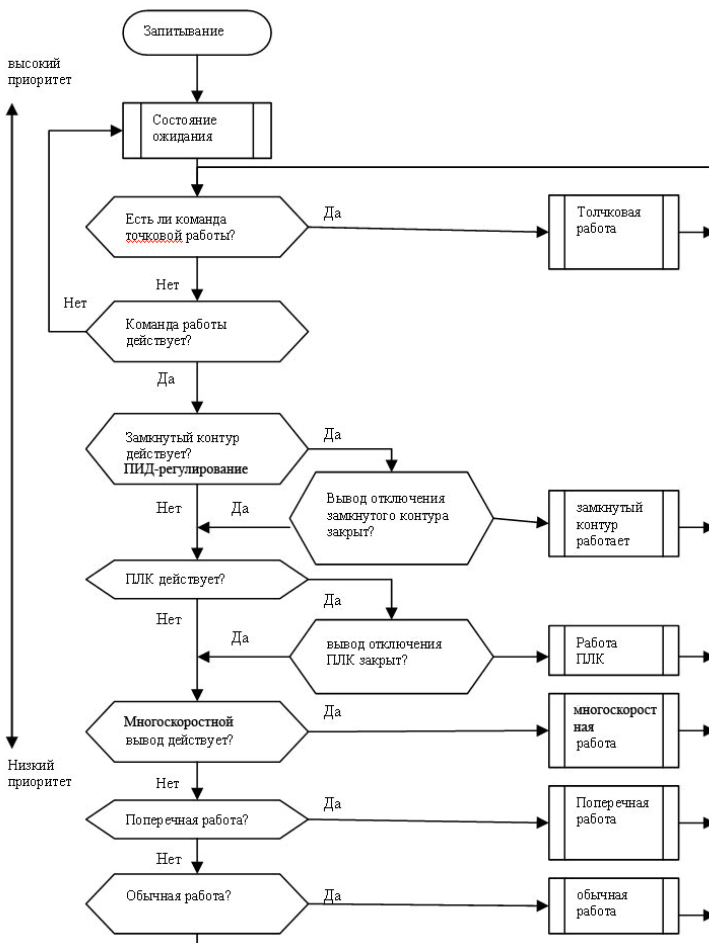 Запитывание
высокий
приоритет
Состояние
ожидания
Есть ли команда
точковой работы?
Да
Толчковая
работа
Нет
Нет
Команда работы
действует?
Да
Замкнутый контур
действует?
ПИД-регулирование
Да
Вывод отключения
замкнутого контура
закрыт?
Нет
Да
замкнутый
контур
работает
ПЛК действует?
Да
Нет
Да
вывод отключения
ПЛК закрыт?
Работа
ПЛК
Многоскоростной
вывод действует?
Да
многоскорост
ная
работа
Низкий
приоритет
Нет
Поперечная работа?
Да
Поперечная
работа
Нет
Обычная работа?
Да
обычная
работа